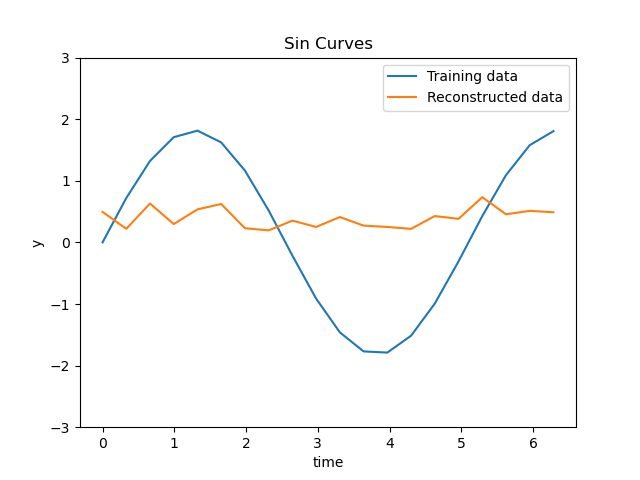 Sin Curves
Training data
Reconstructed data
3
2
1
0
−1
−2
−3
y
0 1 2 3 4 5 6
time